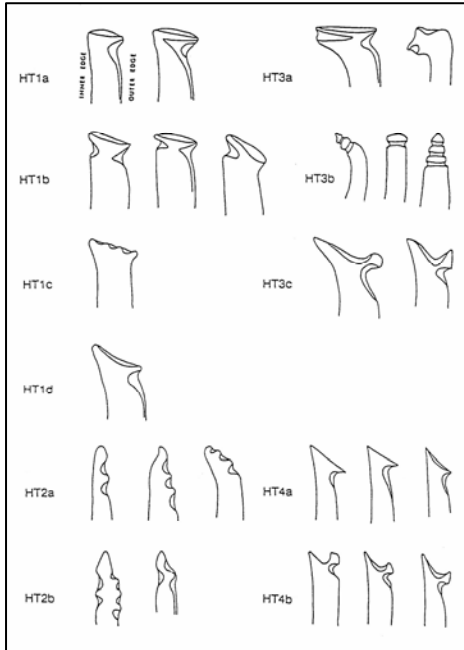 HT1a
INNER EDGE
OUTER EDGE
HT3a
HT1b
HT3b
HT1c
HT3c
HT1d
HT2a
HT4a
HT2b
HT4b